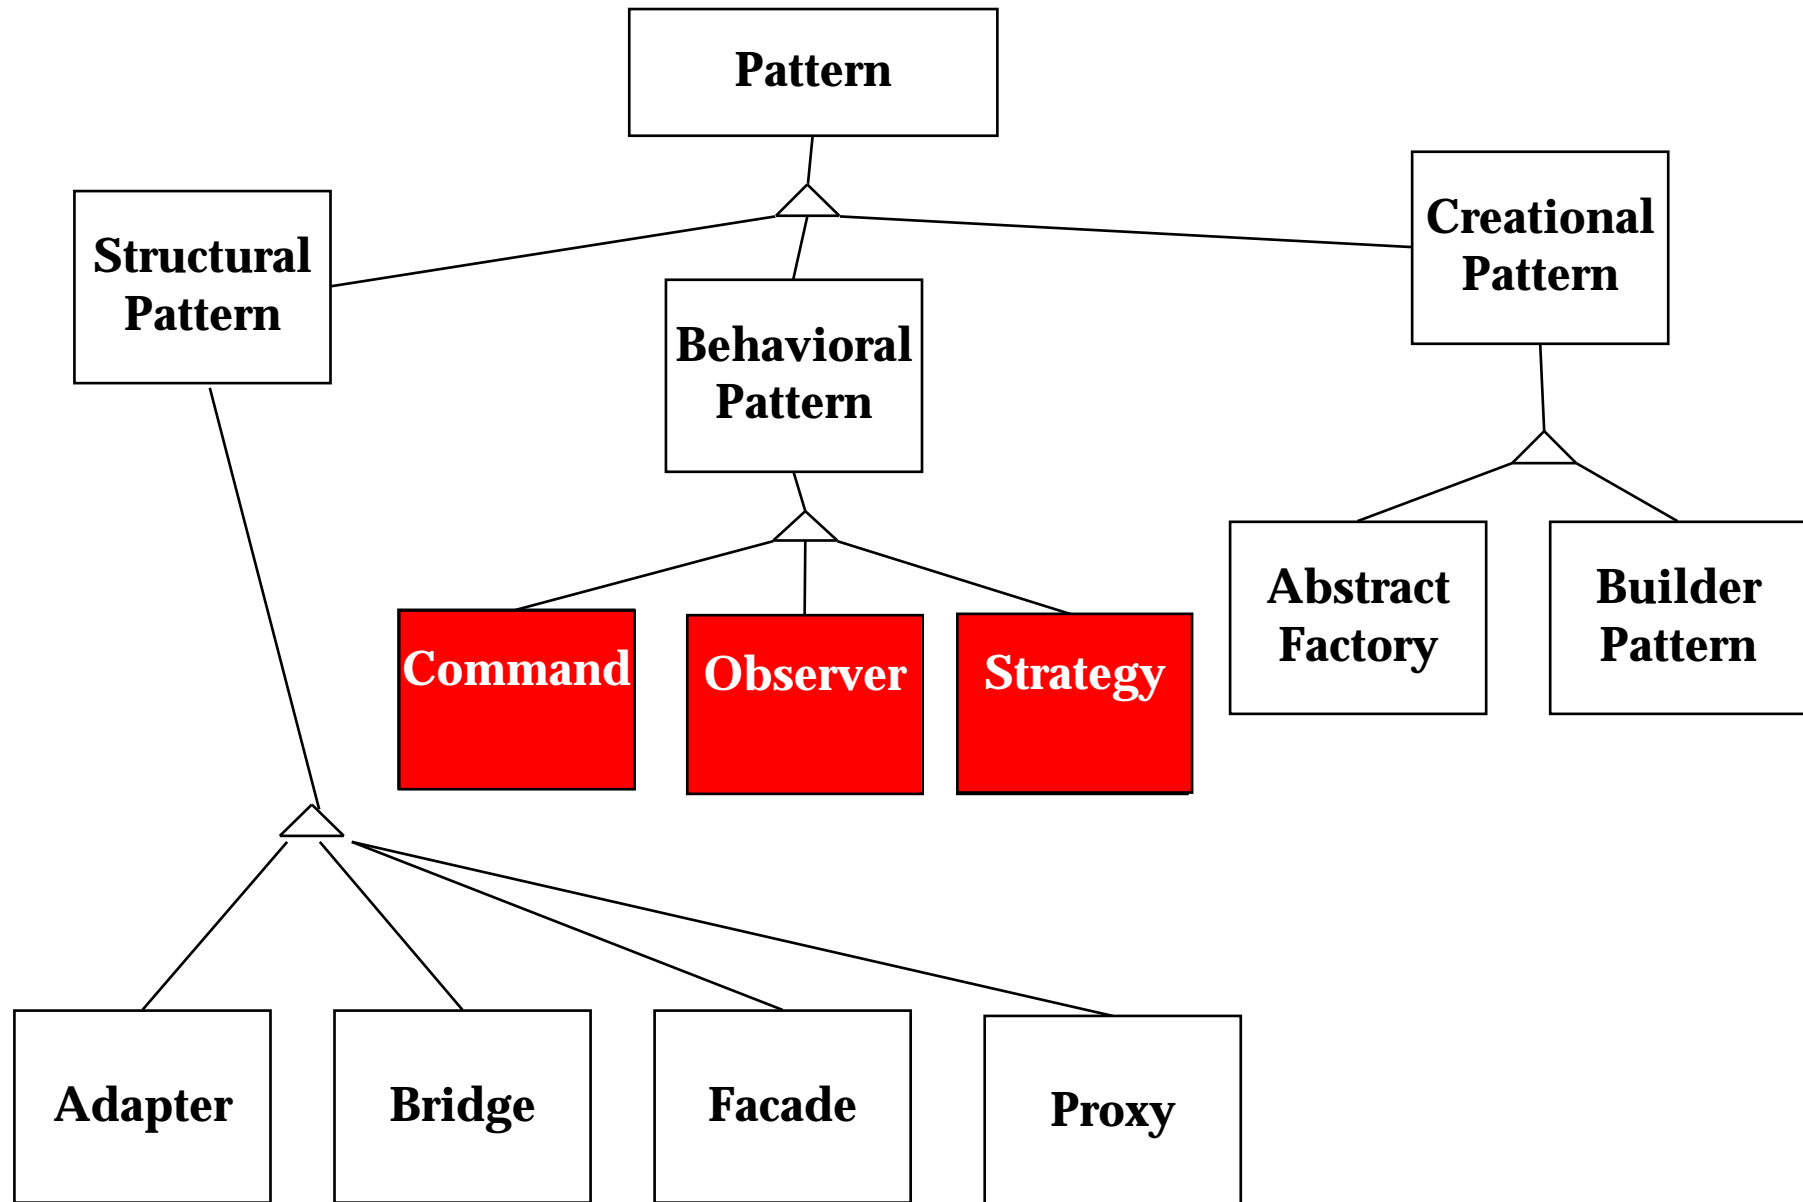 Pattern
Structural
Pattern
Behavioral
Pattern
Creational
Pattern
Command
Observer
Strategy
Abstract
Factory
Builder
Pattern
Adapter
Bridge
Facade
Proxy